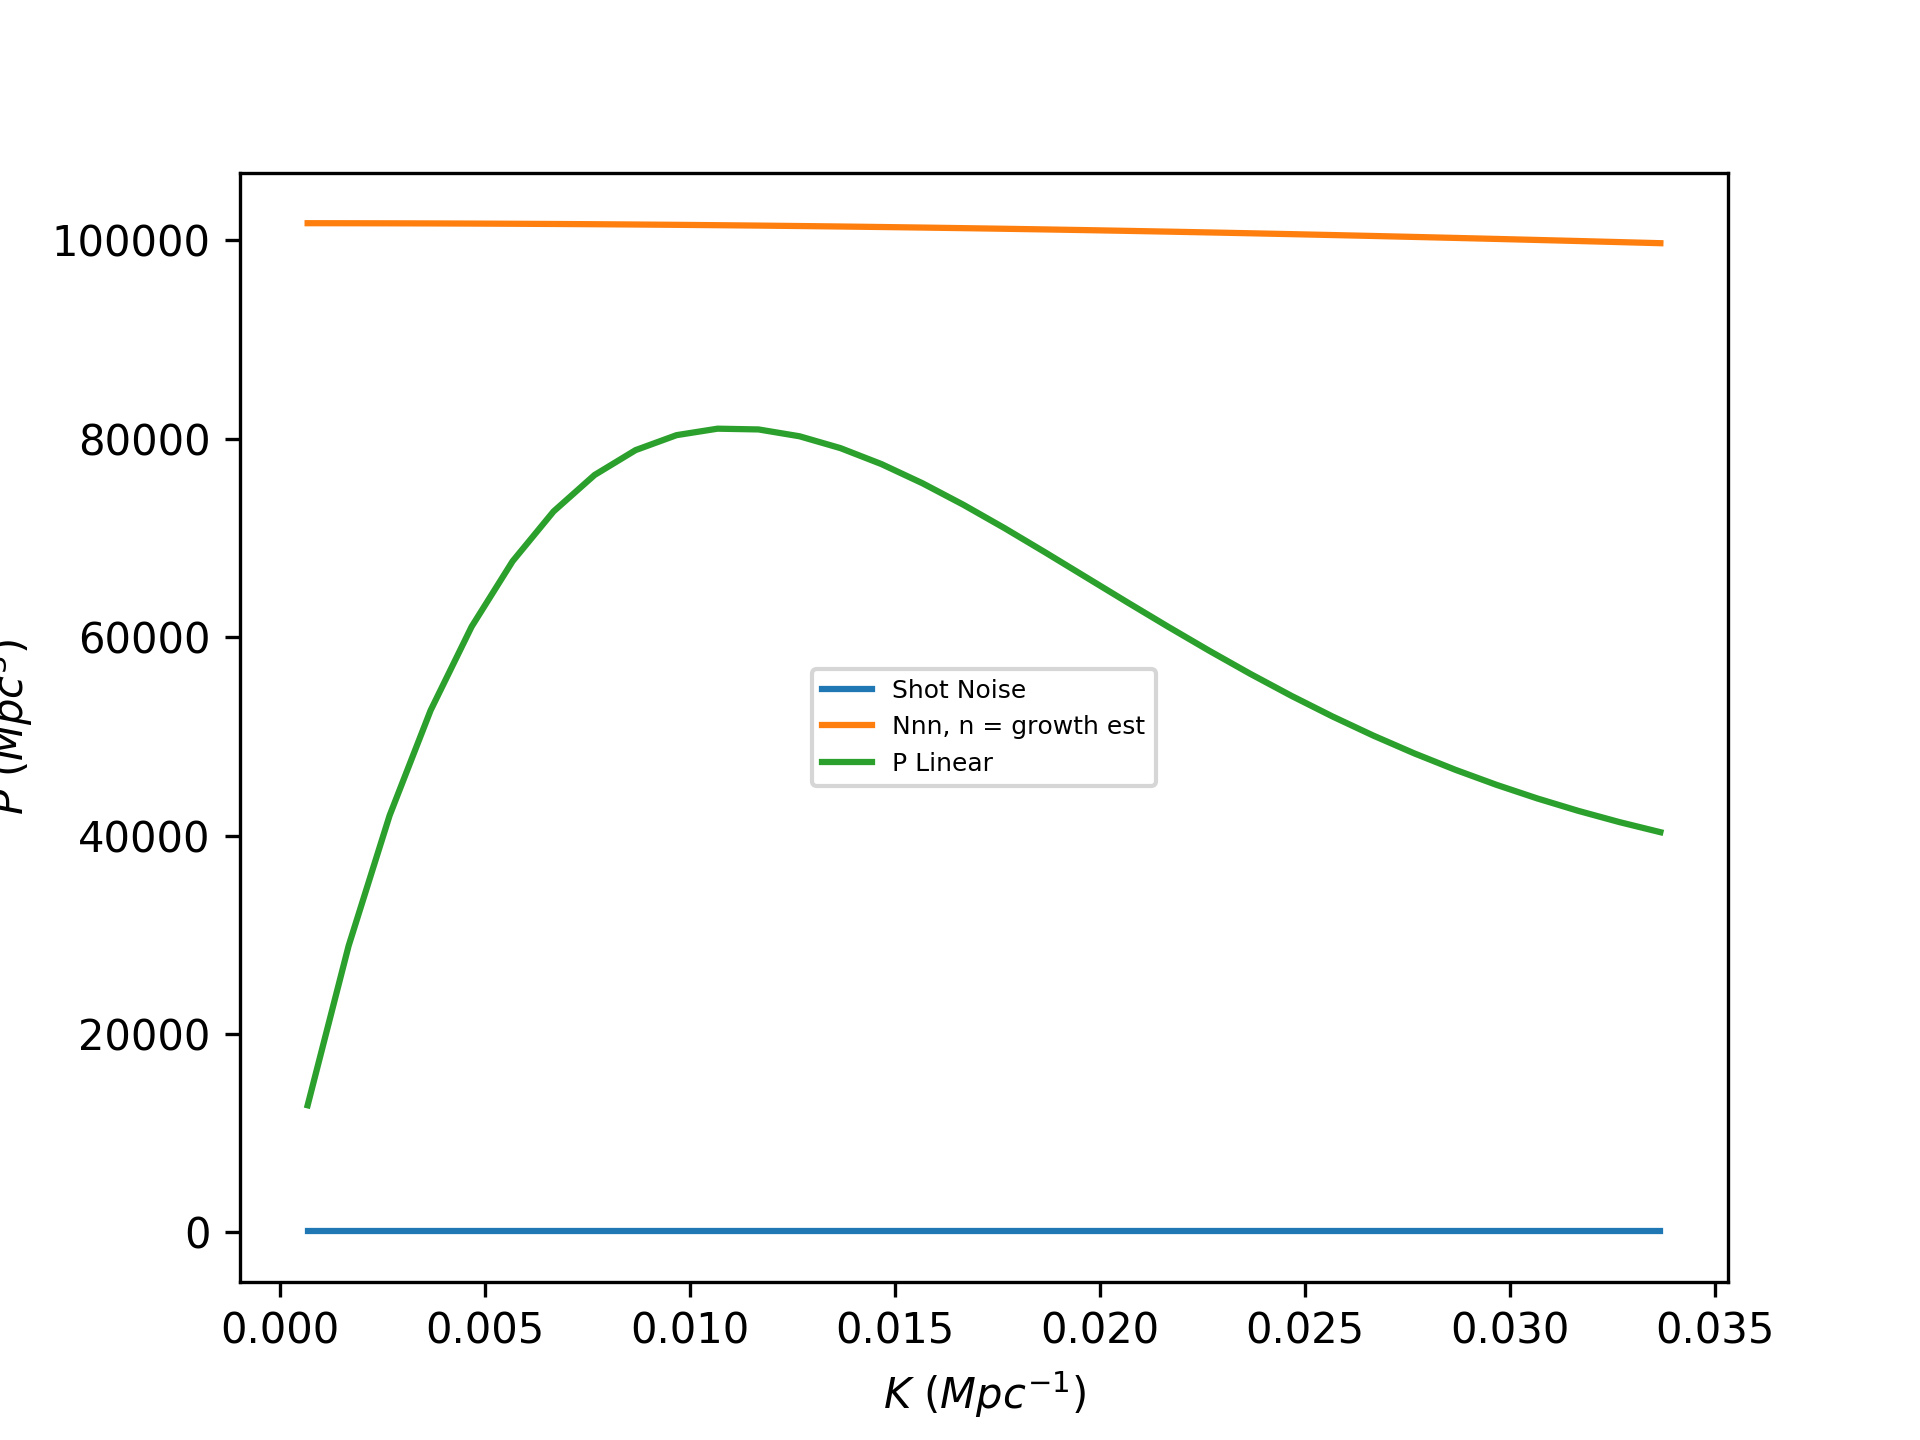 100000
80000
60000
40000
20000
0
P (Mpc³)
Shot Noise
Nnn, n = growth est
P Linear
0.000 0.005 0.010 0.015 0.020 0.025 0.030 0.035
K (Mpc⁻¹)